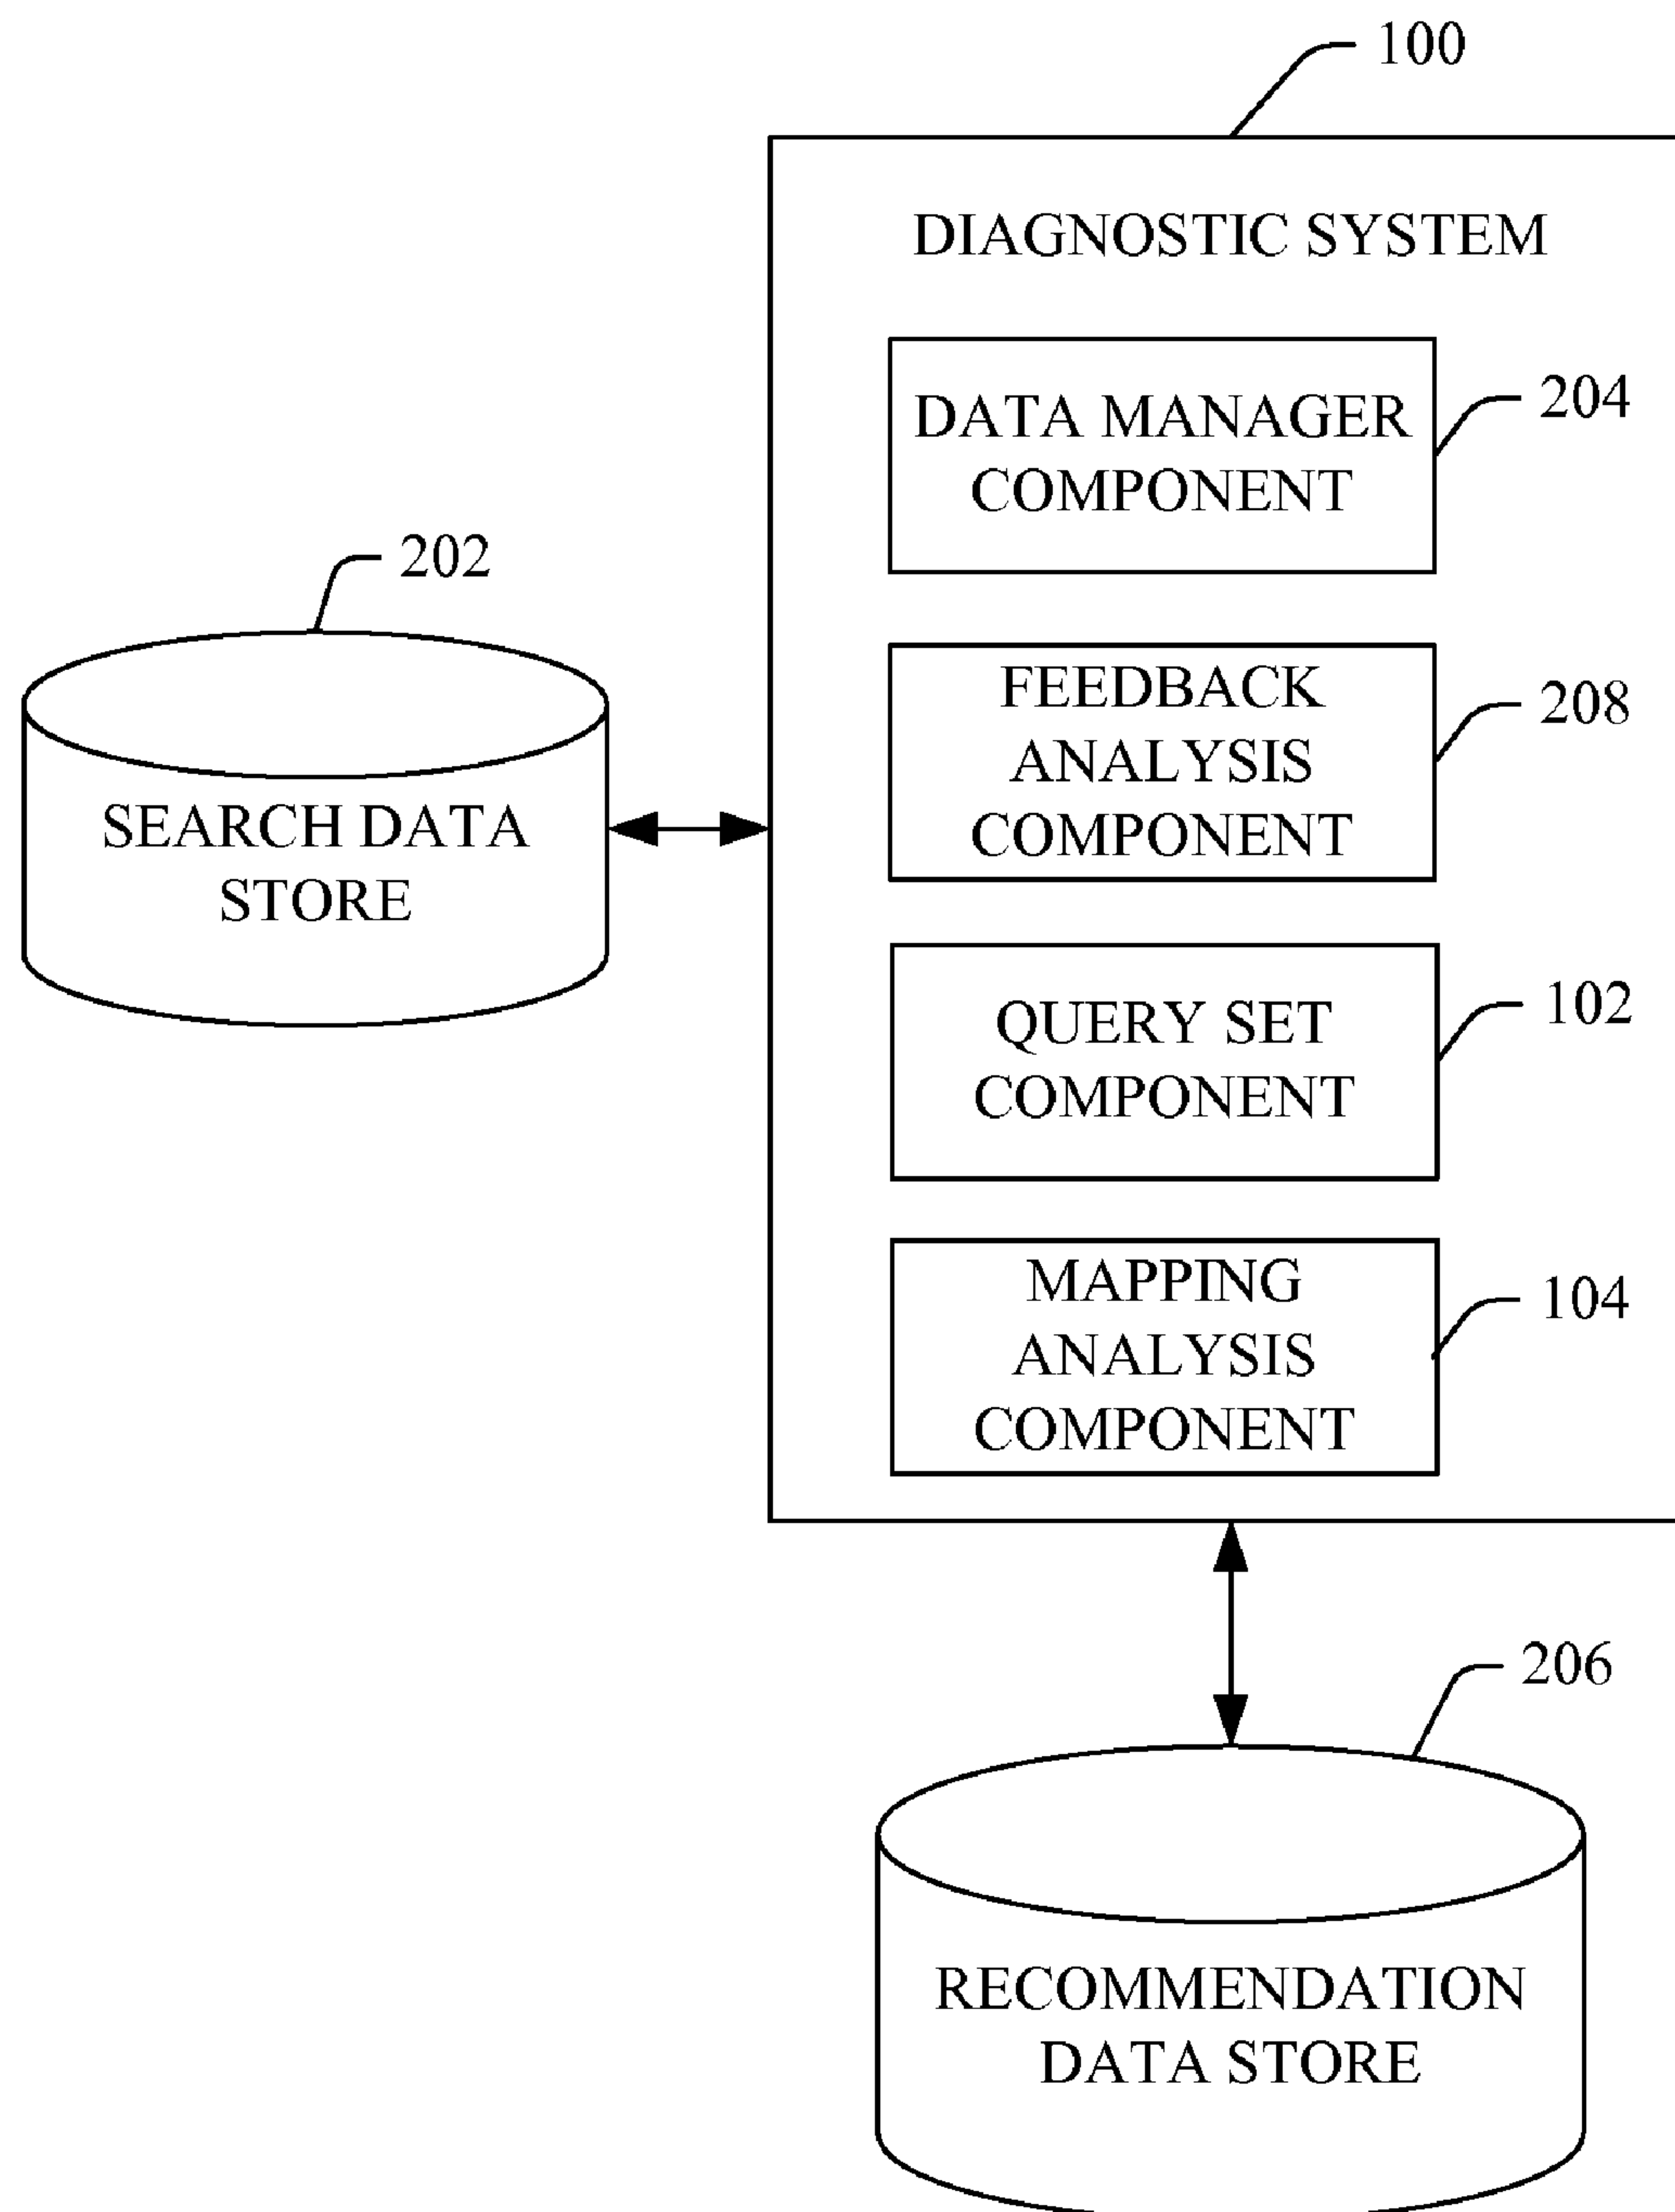 100
DIAGNOSTIC SYSTEM
DATA MANAGER
COMPONENT
204
202
FEEDBACK
ANALYSIS
COMPONENT
208
SEARCH DATA
STORE
QUERY SET
COMPONENT
102
MAPPING
ANALYSIS
COMPONENT
104
206
RECOMMENDATION
DATA STORE